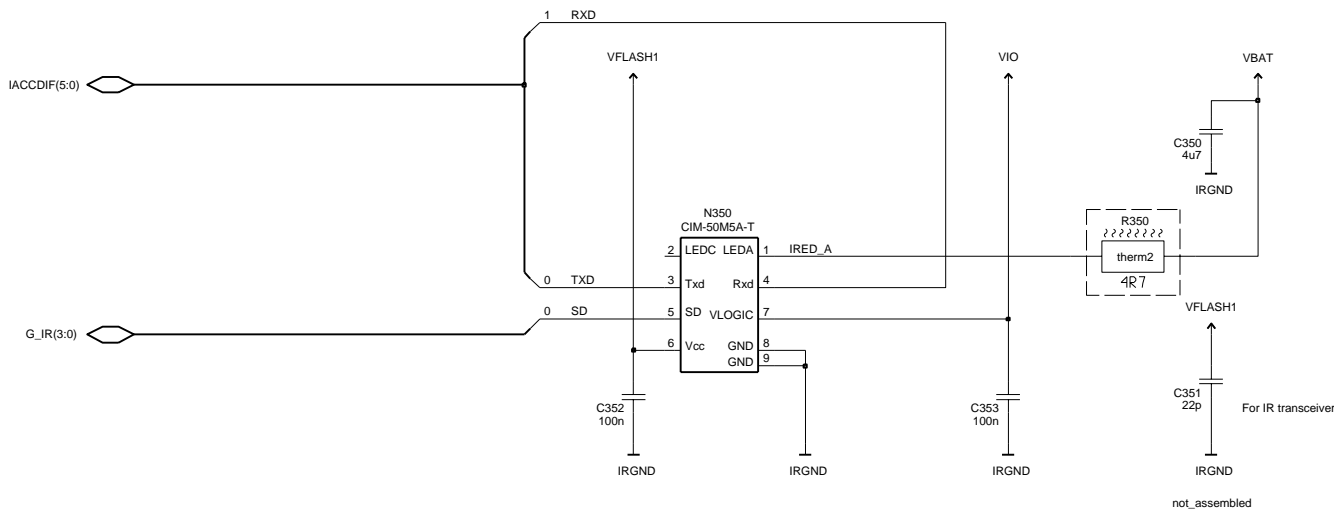 1 RXD
VFLASH1
VIO
VBAT
IACCDIF(5:0)
C350
4u7
IRGND
N350
CIM-50M5A-T
R350
2 LEDC LEDA 1 IRED_A
therm2
4R7
0 TXD 3 Txd Rxd 4
0 SD 5 SD VLOGIC 7
VFLASH1
G_IR(3:0)
6 Vcc GND 8
GND 9
C352
100n
C353
100n
C351
22p
For IR transceiver
IRGND
IRGND
IRGND
IRGND
not_assembled